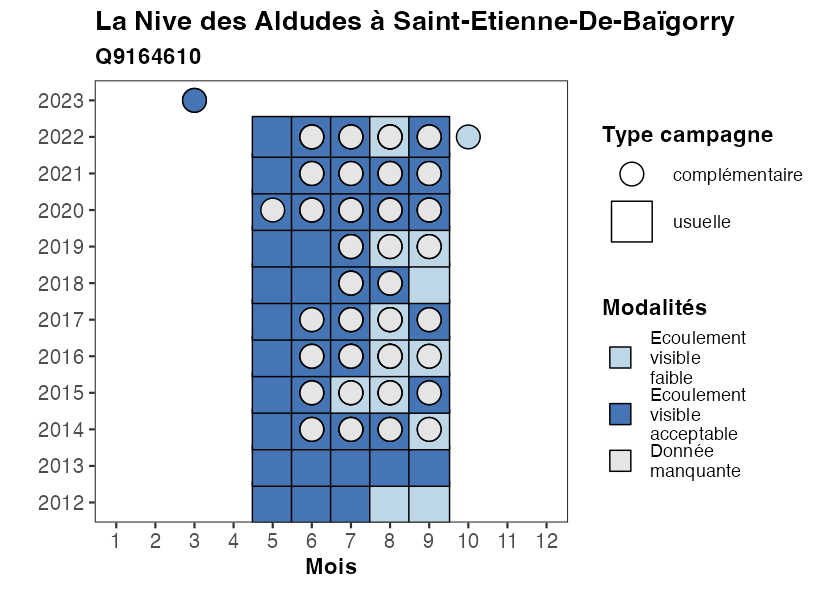 La Nive des Aldudes à Saint-Etienne-De-Baïgorry
Q9164610
2023
2022
2021
2020
2019
2018
2017
2016
2015
2014
2013
2012
1 2 3 4 5 6 7 8 9 10 11 12
Mois
Type campagne
complémentaire
usuelle
Modalités
Ecoulement
visible
faible
Ecoulement
visible
acceptable
Donnée
manquante